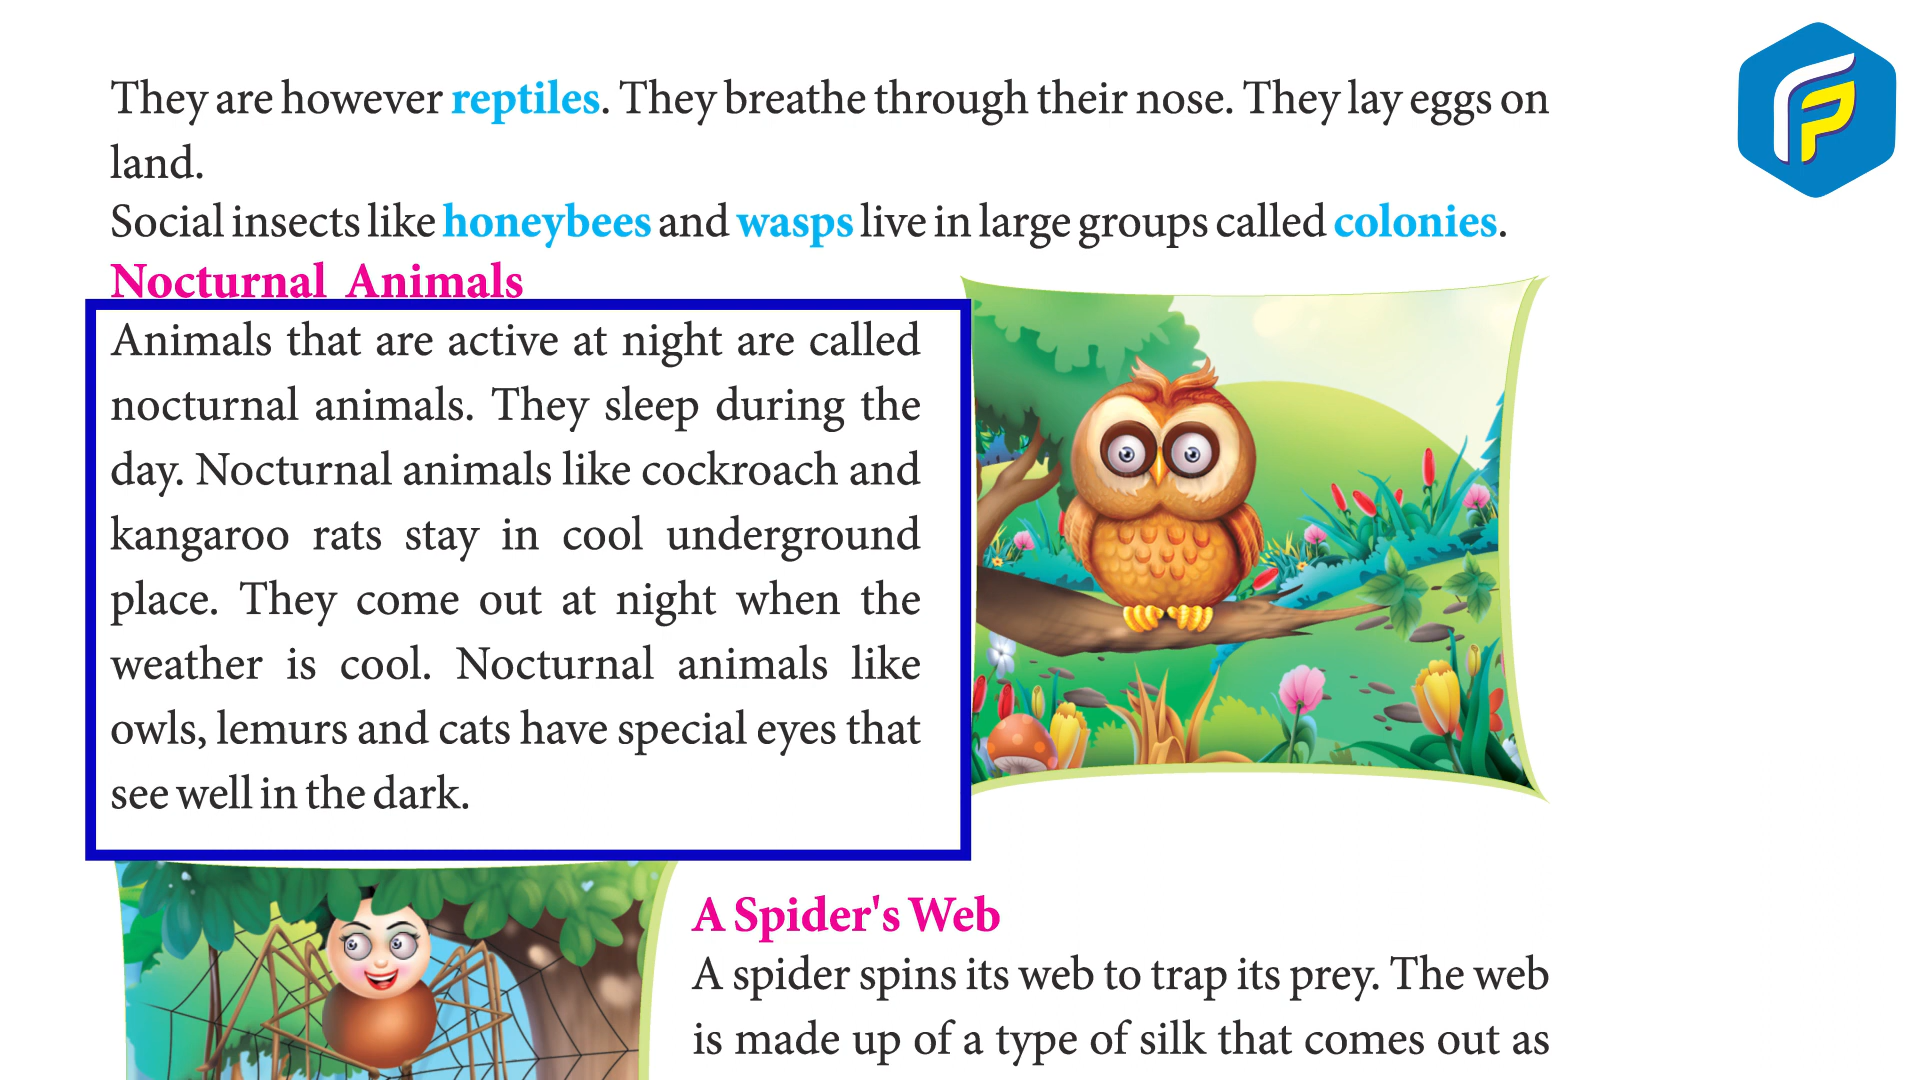 They are however reptiles. They breathe through their nose. They lay eggs on
land.
Social insects like honeybees and wasps live in large groups called colonies.
Nocturnal Animals
Animals that are active at night are called
nocturnal animals. They sleep during the
day. Nocturnal animals like cockroach and
kangaroo rats stay in cool underground
place. They come out at night when the
weather is cool. Nocturnal animals like
owls, lemurs and cats have special eyes that
see well in the dark.
A Spider's Web
A spider spins its web to trap its prey. The web
is made up of a type of silk that comes out as